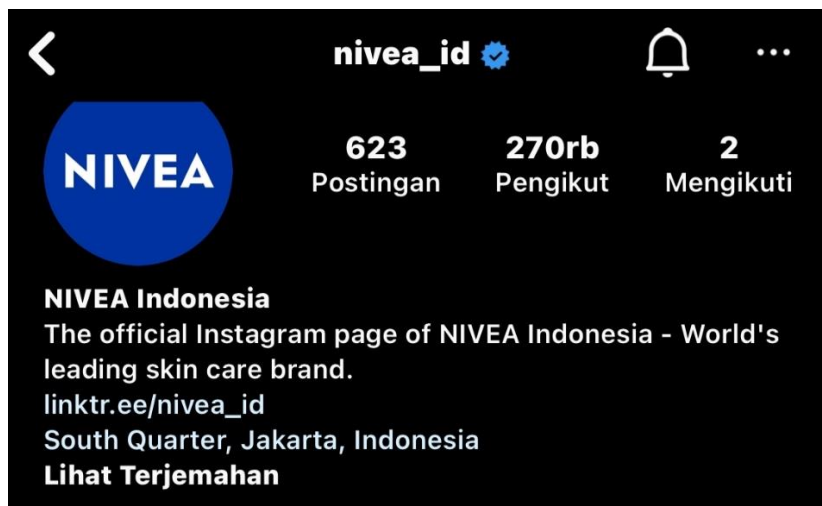 nivea_id
NIVEA
623 270rb 2
Postingan Pengikut Mengikuti
NIVEA Indonesia
The official Instagram page of NIVEA Indonesia - World's
leading skin care brand.
linktr.ee/nivea_id
South Quarter, Jakarta, Indonesia
Lihat Terjemahan